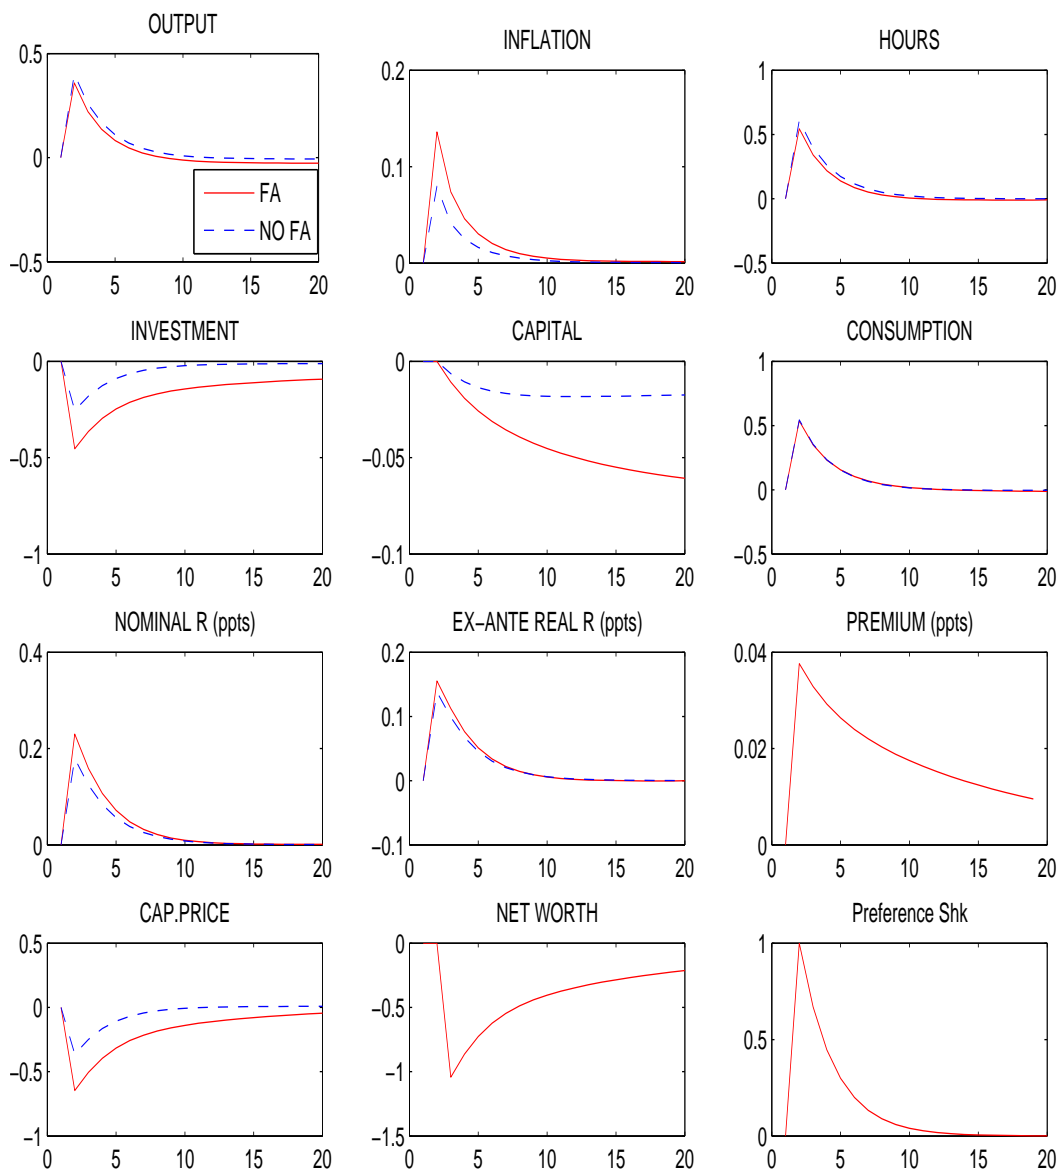 OUTPUT
INFLATION
HOURS
0.5
0
−0.5
0 5 10 15 20
FA
NO FA
0.2
0.1
0
0 5 10 15 20
1
0.5
0
−0.5
0 5 10 15 20
INVESTMENT
CAPITAL
CONSUMPTION
0
−0.5
−1
0 5 10 15 20
0
−0.05
−0.1
0 5 10 15 20
1
0.5
0
−0.5
0 5 10 15 20
NOMINAL R (ppts)
EX−ANTE REAL R (ppts)
PREMIUM (ppts)
0.4
0.2
0
0 5 10 15 20
0.2
0.1
0
−0.1
0 5 10 15 20
0.04
0.02
0
0 5 10 15 20
CAP.PRICE
NET WORTH
Preference Shk
0.5
0
−0.5
−1
0 5 10 15 20
0
−0.5
−1
−1.5
0 5 10 15 20
1
0.5
0
0 5 10 15 20